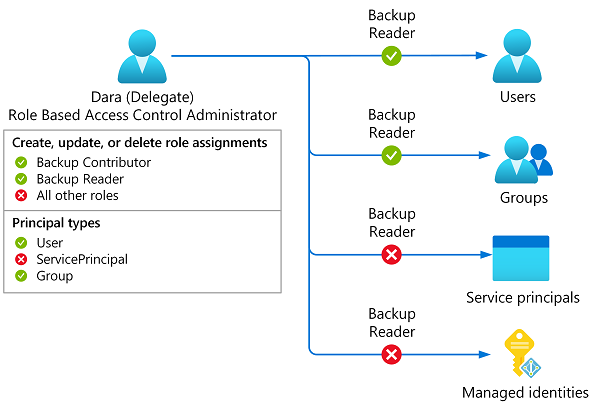 Dara (Delegate)
Role Based Access Control Administrator
Create, update, or delete role assignments
Backup Contributor
Backup Reader
All other roles
Principal types
User
ServicePrincipal
Group
Backup
Reader
Users
Backup
Reader
Groups
Backup
Reader
Service principals
Backup
Reader
Managed identities